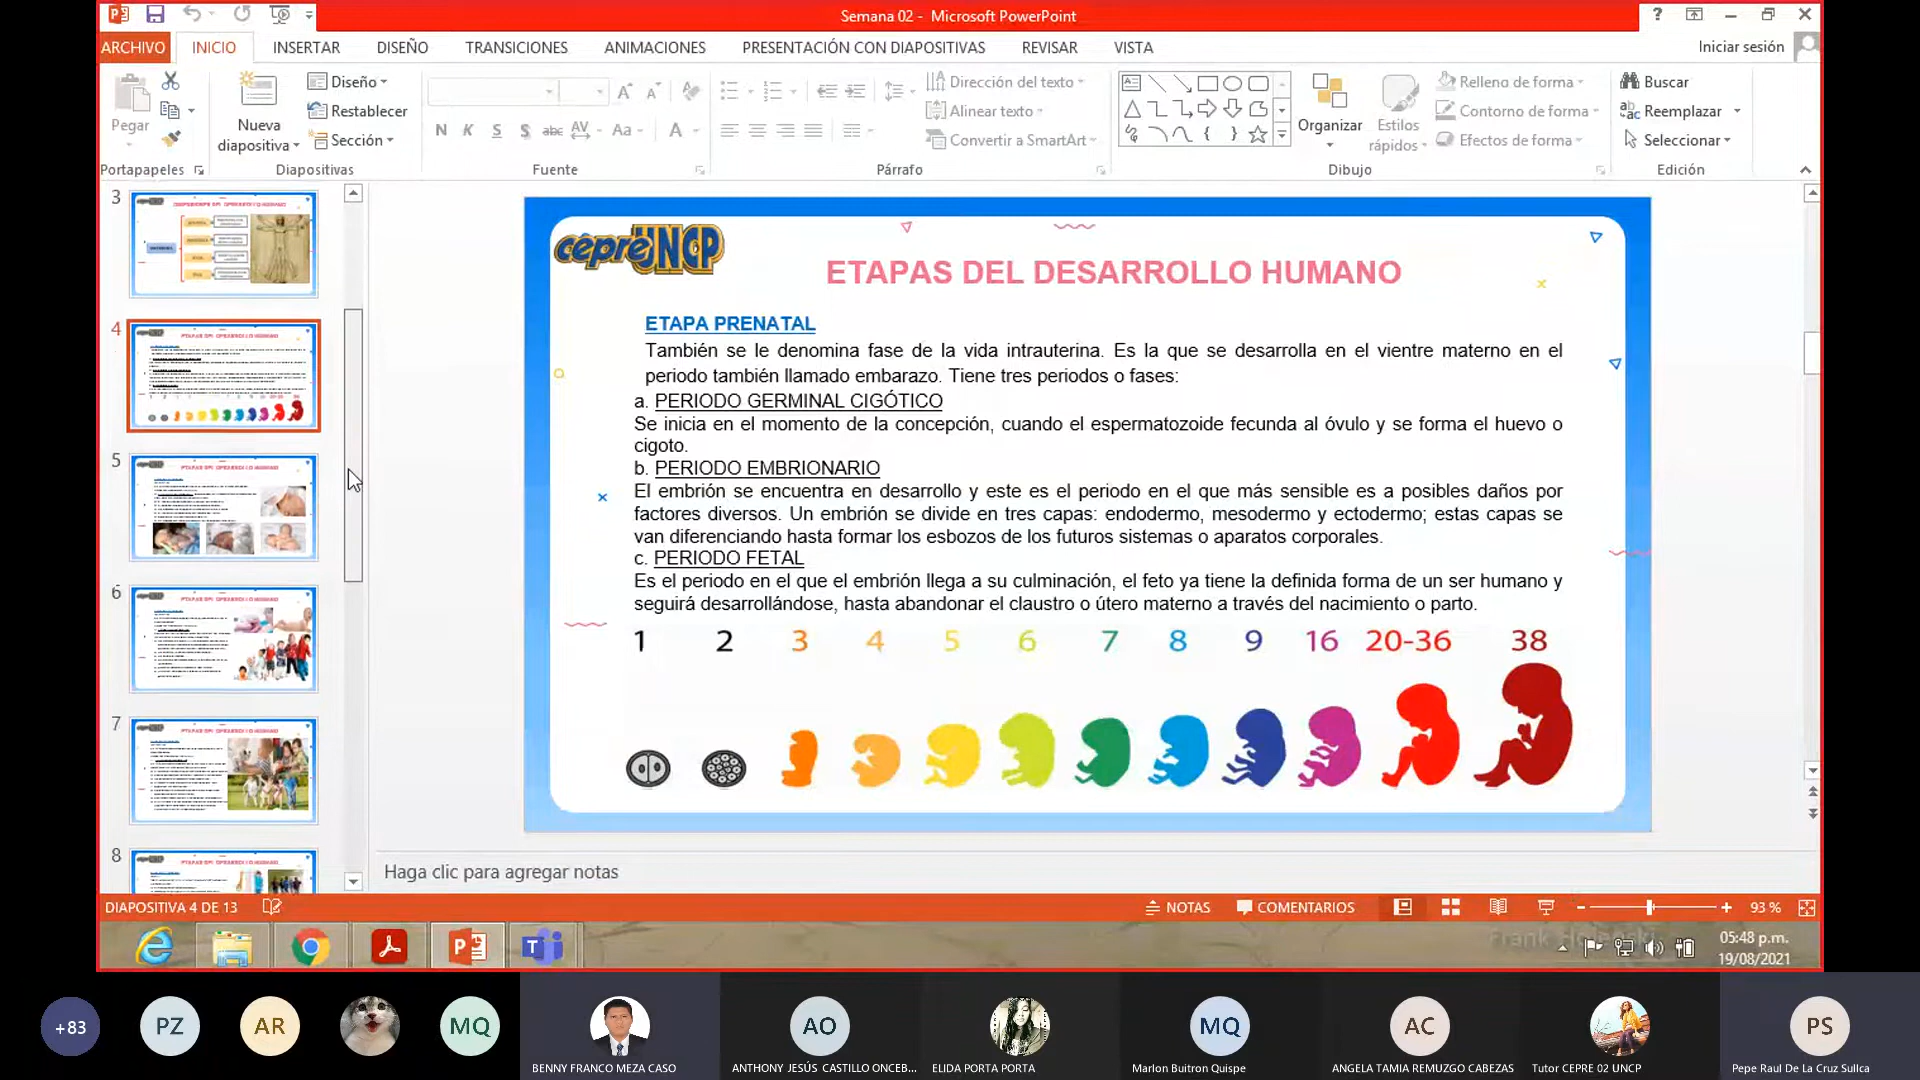 Semana 02 - Microsoft PowerPoint
ARCHIVO INICIO INSERTAR DISEÑO TRANSICIONES ANIMACIONES PRESENTACIÓN CON DIAPOSITIVAS REVISAR VISTA Iniciar sesión
Pegar
Portapapeles
Nueva diapositiva
Diseño
Restablecer
Sección
Diapositivas
N K S S abc AV Aa A
Fuente
Dirección del texto
Alinear texto
Convertir a SmartArt
Párrafo
Organizar
Estilos rápidos
Relleno de forma
Contorno de forma
Efectos de forma
Dibujo
Buscar
Reemplazar
Seleccionar
Edición
3
4
5
6
7
8
cepreUNCP
ETAPAS DEL DESARROLLO HUMANO
ETAPA PRENATAL
También se le denomina fase de la vida intrauterina. Es la que se desarrolla en el vientre materno en el
periodo también llamado embarazo. Tiene tres periodos o fases:
a. PERIODO GERMINAL CIGÓTICO
Se inicia en el momento de la concepción, cuando el espermatozoide fecunda al óvulo y se forma el huevo o
cigoto.
b. PERIODO EMBRIONARIO
El embrión se encuentra en desarrollo y este es el periodo en el que más sensible es a posibles daños por
factores diversos. Un embrión se divide en tres capas: endodermo, mesodermo y ectodermo; estas capas se
van diferenciando hasta formar los esbozos de los futuros sistemas o aparatos corporales.
c. PERIODO FETAL
Es el periodo en el que el embrión llega a su culminación, el feto ya tiene la definida forma de un ser humano y
seguirá desarrollándose, hasta abandonar el claustro o útero materno a través del nacimiento o parto.
1 2 3 4 5 6 7 8 9 16 20-36 38
Haga clic para agregar notas
DIAPOSITIVA 4 DE 13 NOTAS COMENTARIOS 93 %
05:48 p.m.
19/08/2021
+83 PZ AR MQ AO MQ AC PS
BENNY FRANCO MEZA CASO ANTHONY JESÚS CASTILLO ONCEB... ELIDA PORTA PORTA Marlon Buitron Quispe ANGELA TAMIA REMUZGO CABEZAS Tutor CEPRE 02 UNCP Pepe Raul De La Cruz Sullca